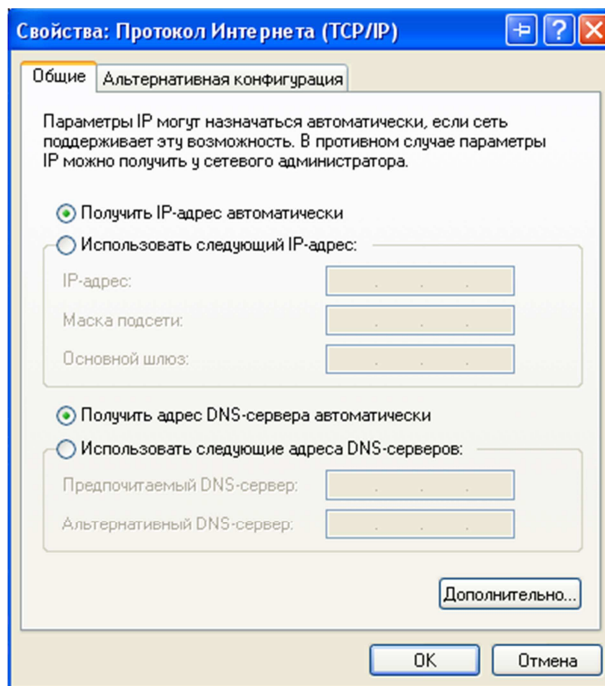 Свойства: Протокол Интернета (TCP/IP)
Общие
Альтернативная конфигурация
Параметры IP могут назначаться автоматически, если сеть
поддерживает эту возможность. В противном случае параметры
IP можно получить у сетевого администратора.
Получить IP-адрес автоматически
Использовать следующий IP-адрес:
IP-адрес:
Маска подсети:
Основной шлюз:
Получить адрес DNS-сервера автоматически
Использовать следующие адреса DNS-серверов:
Предпочитаемый DNS-сервер:
Альтернативный DNS-сервер:
Дополнительно...
OK
Отмена